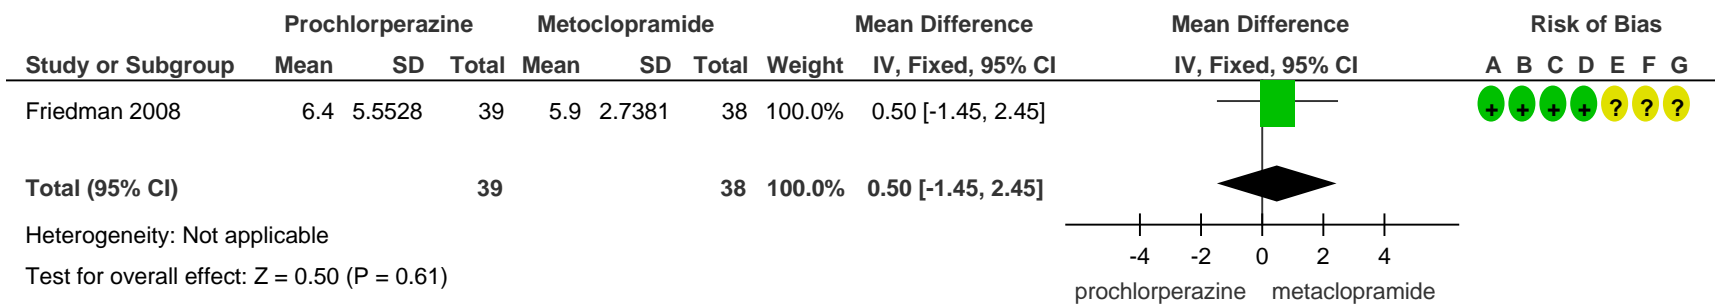 Prochlorperazine Metoclopramide Mean Difference Mean Difference Risk of Bias
Study or Subgroup Mean SD Total Mean SD Total Weight IV, Fixed, 95% CI IV, Fixed, 95% CI A B C D E F G
Friedman 2008 6.4 5.5528 39 5.9 2.7381 38 100.0% 0.50 [-1.45, 2.45] + + + + ? ? ?
Total (95% CI) 39 38 100.0% 0.50 [-1.45, 2.45]
Heterogeneity: Not applicable
Test for overall effect: Z = 0.50 (P = 0.61)
-4 -2 0 2 4
prochlorperazine metaclopramide